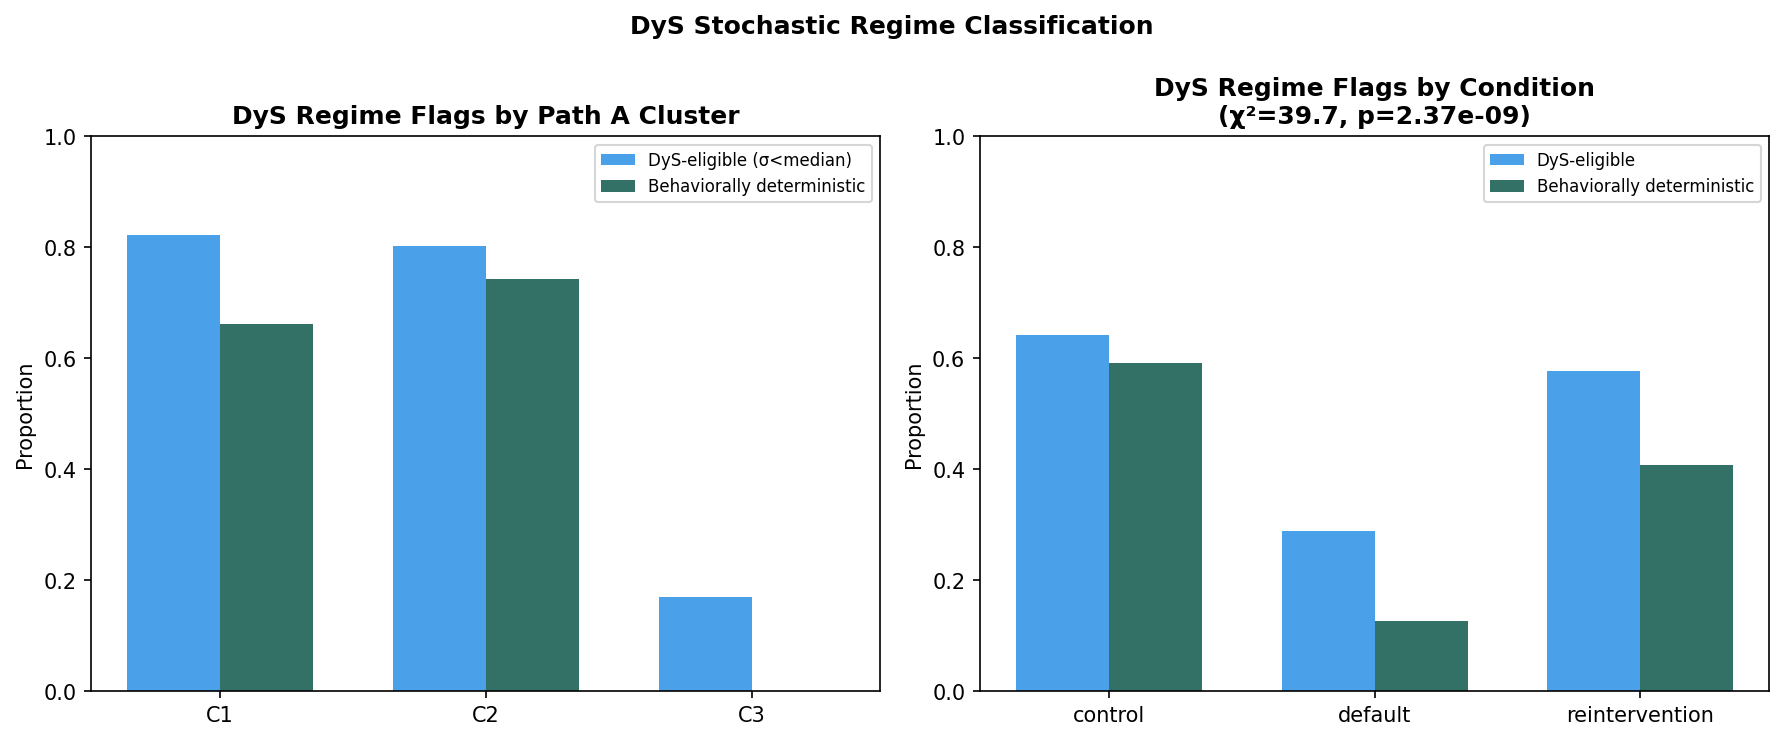 DyS Stochastic Regime Classification
DyS Regime Flags by Path A Cluster
1.0
0.8
0.6
0.4
0.2
0.0
Proportion
DyS-eligible (σ<median)
Behaviorally deterministic
C1
C2
C3
DyS Regime Flags by Condition
(χ²=39.7, p=2.37e-09)
1.0
0.8
0.6
0.4
0.2
0.0
Proportion
DyS-eligible
Behaviorally deterministic
control
default
reintervention